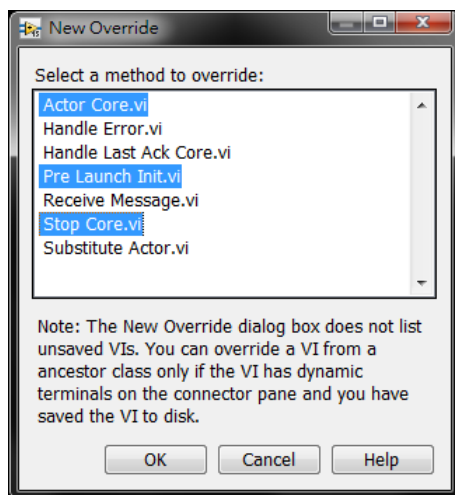 New Override
Select a method to override:
Actor Core.vi
Handle Error.vi
Handle Last Ack Core.vi
Pre Launch Init.vi
Receive Message.vi
Stop Core.vi
Substitute Actor.vi
Note: The New Override dialog box does not list
unsaved VIs. You can override a VI from a
ancestor class only if the VI has dynamic
terminals on the connector pane and you have
saved the VI to disk.
OK Cancel Help